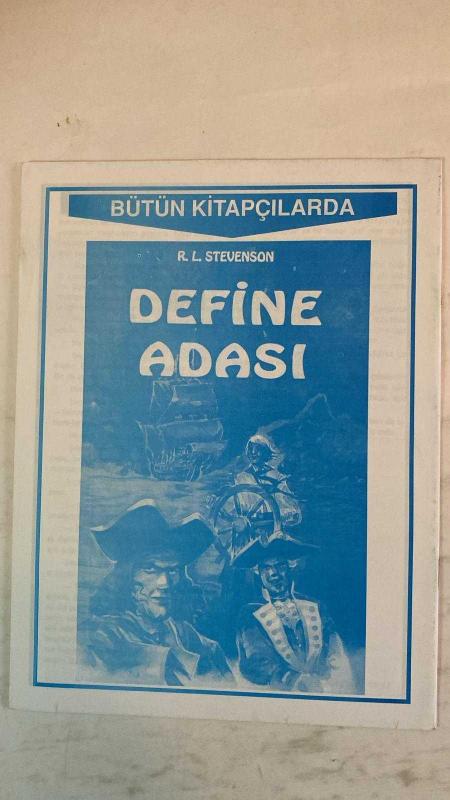 BÜTÜN KİTAPÇILARDA
R. L. STEVENSON
DEFİNE
ADASI